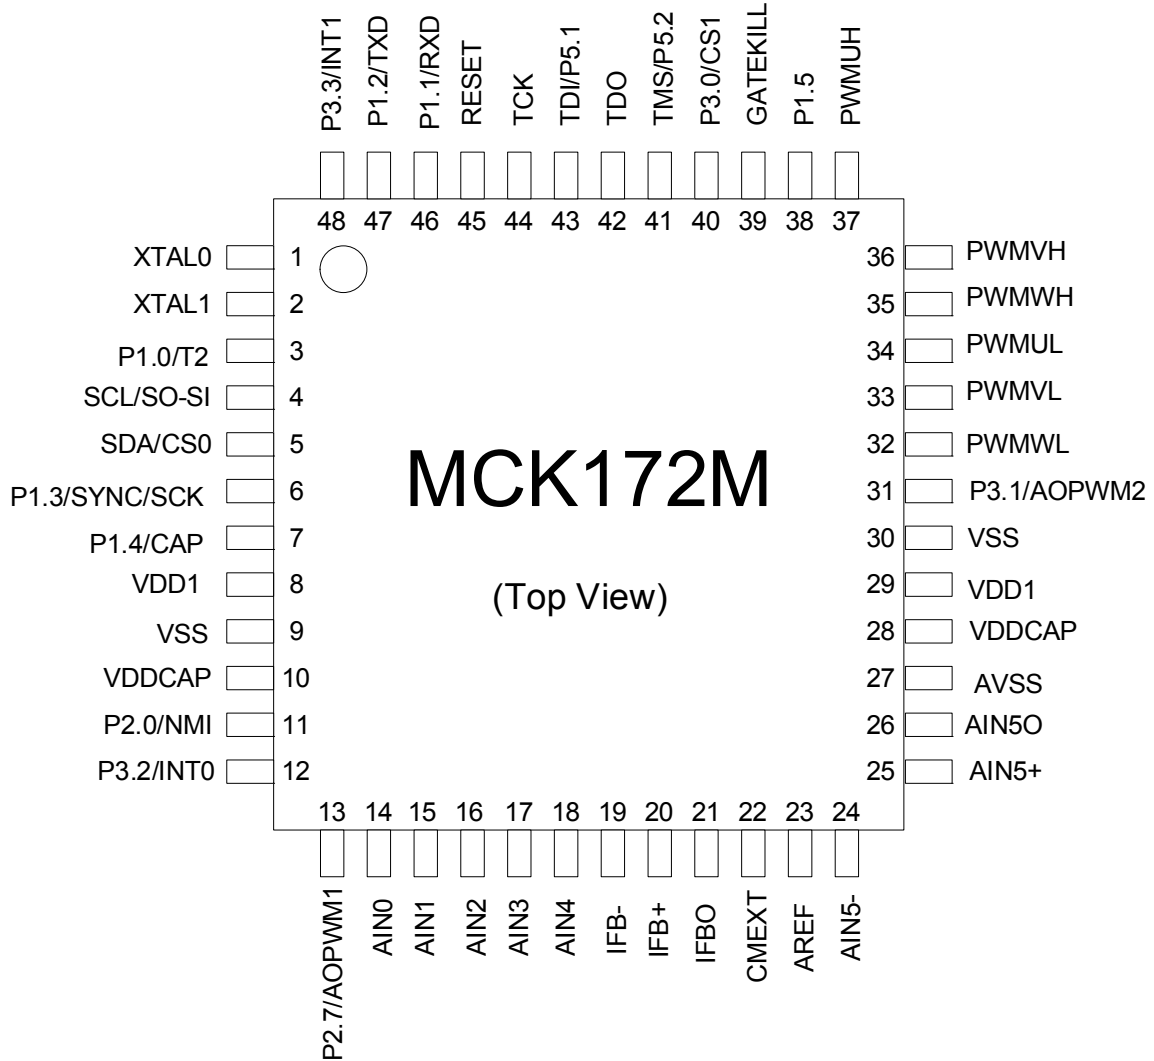 P3.3/INT1
P1.2/TXD
P1.1/RXD
RESET
TCK
TDI/P5.1
TDO
TMS/P5.2
P3.0/CS1
GATEKILL
P1.5
PWMUH
48 47 46 45 44 43 42 41 40 39 38 37
XTAL0 1
XTAL1 2
P1.0/T2 3
SCL/SO-SI 4
SDA/CS0 5
P1.3/SYNC/SCK 6
P1.4/CAP 7
VDD1 8
VSS 9
VDDCAP 10
P2.0/NMI 11
P3.2/INT0 12
MCK172M
(Top View)
36 PWMVH
35 PWMWH
34 PWMUL
33 PWMVL
32 PWMWL
31 P3.1/AOPWM2
30 VSS
29 VDD1
28 VDDCAP
27 AVSS
26 AIN5O
25 AIN5+
13 14 15 16 17 18 19 20 21 22 23 24
P2.7/AOPWM1
AIN0
AIN1
AIN2
AIN3
AIN4
IFB-
IFB+
IFBO
CMEXT
AREF
AIN5-